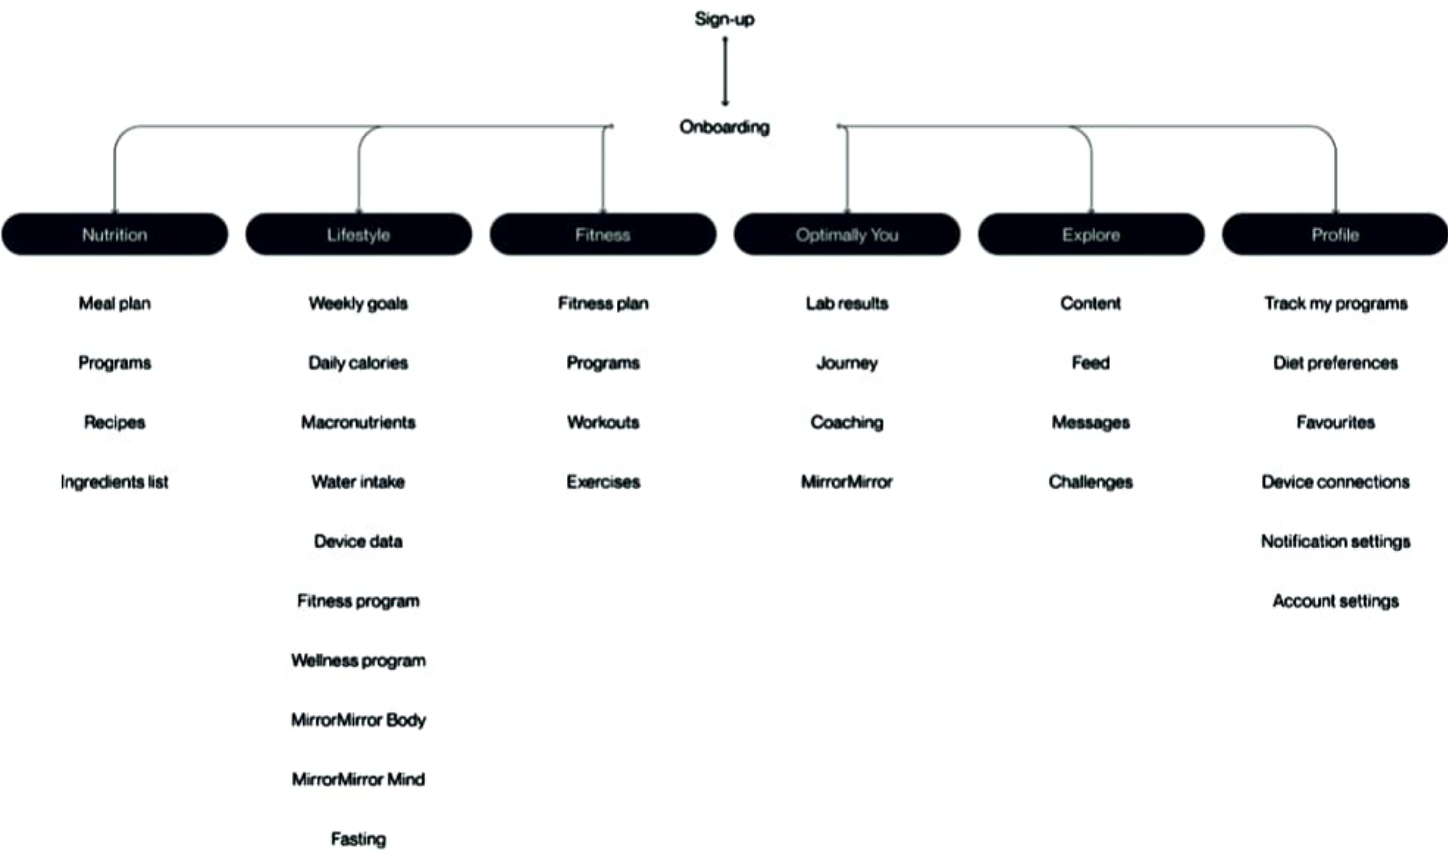 Sign-up
Onboarding
Nutrition
Meal plan
Programs
Recipes
Ingredients list
Lifestyle
Weekly goals
Daily calories
Macronutrients
Water intake
Device data
Fitness program
Wellness program
MirrorMirror Body
MirrorMirror Mind
Fasting
Fitness
Fitness plan
Programs
Workouts
Exercises
Optimally You
Lab results
Journey
Coaching
MirrorMirror
Explore
Content
Feed
Messages
Challenges
Profile
Track my programs
Diet preferences
Favourites
Device connections
Notification settings
Account settings